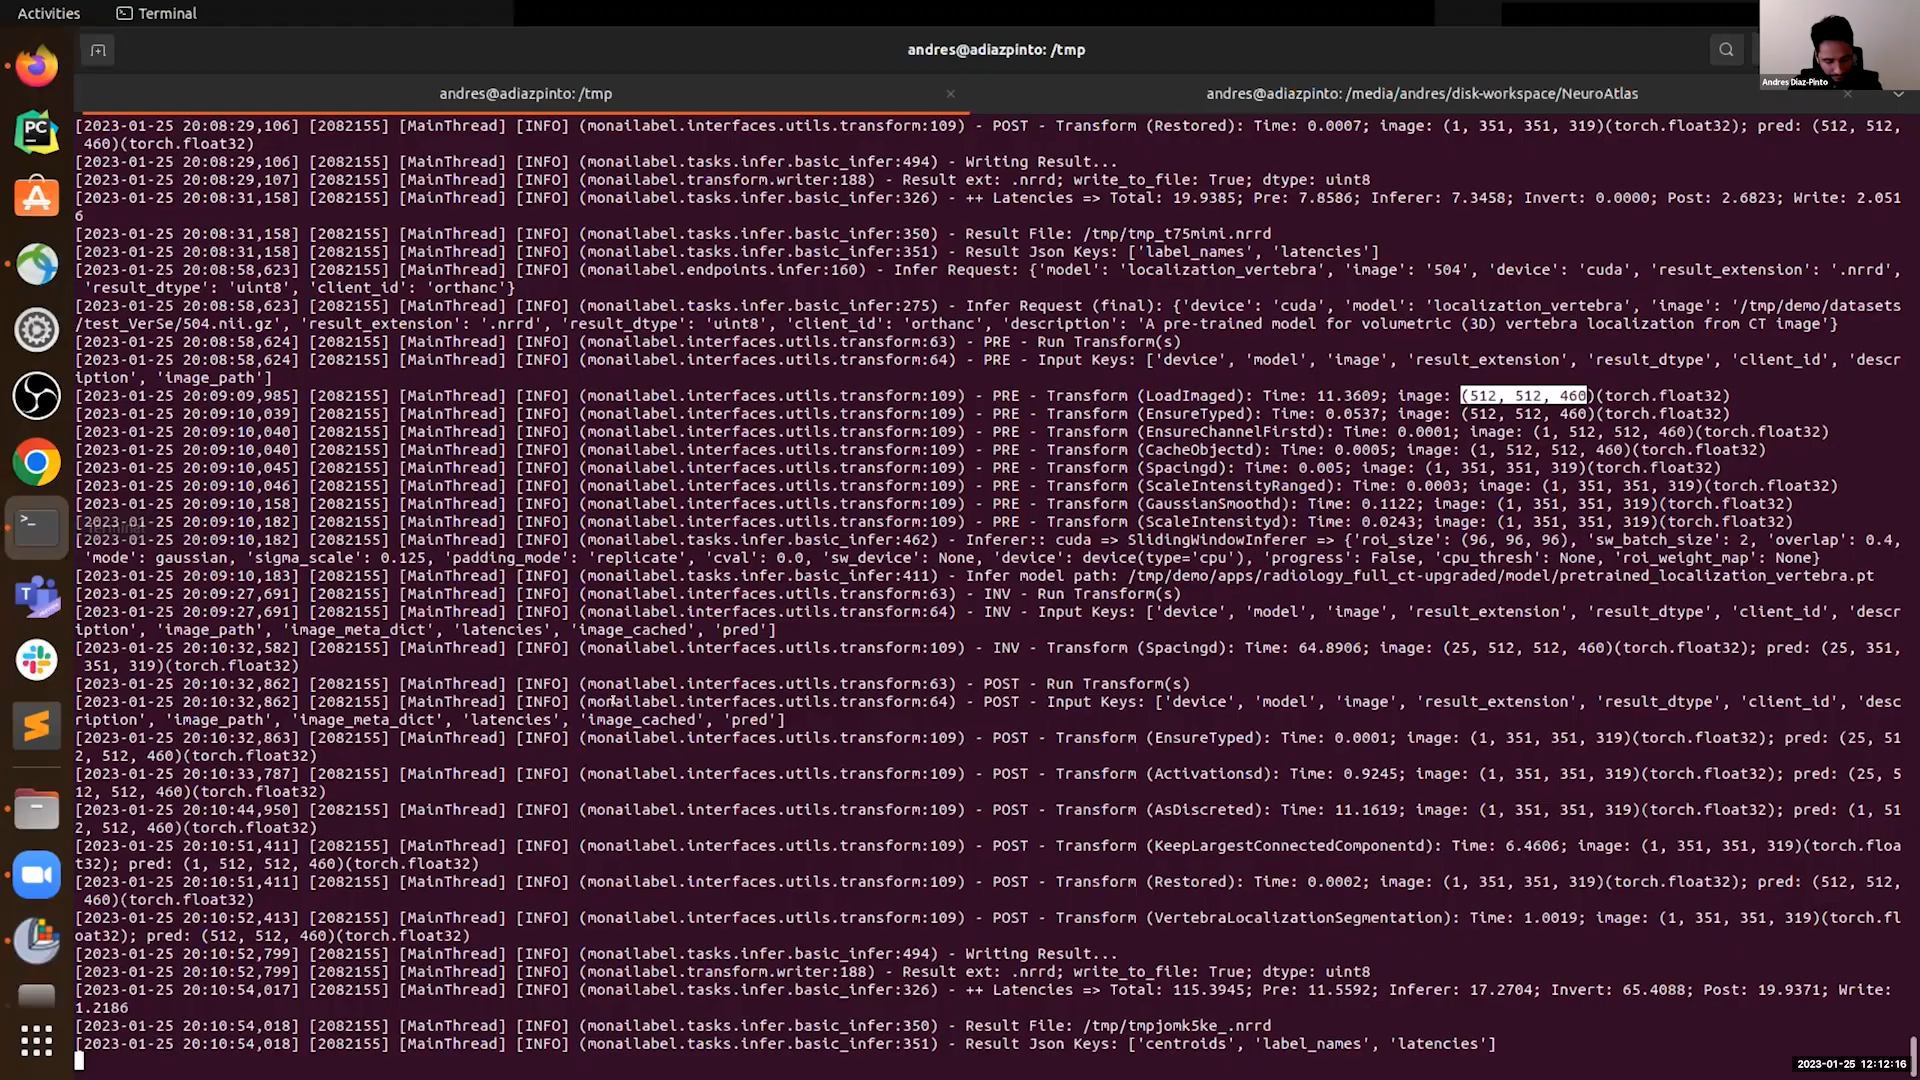 Activities
Terminal
andres@adiazpinto: /tmp
Andres Diaz-Pinto
andres@adiazpinto: /tmp
andres@adiazpinto: /media/andres/disk-workspace/NeuroAtlas
[2023-01-25 20:08:29,106] [2082155] [MainThread] [INFO] (monailabel.interfaces.utils.transform:109) - POST - Transform (Restored): Time: 0.0007; image: (1, 351, 351, 319)(torch.float32); pred: (512, 512,
 460)(torch.float32)
[2023-01-25 20:08:29,106] [2082155] [MainThread] [INFO] (monailabel.tasks.infer.basic_infer:494) - Writing Result...
[2023-01-25 20:08:29,107] [2082155] [MainThread] [INFO] (monailabel.transform.writer:188) - Result ext: .nrrd; write_to_file: True; dtype: uint8
[2023-01-25 20:08:31,158] [2082155] [MainThread] [INFO] (monailabel.tasks.infer.basic_infer:326) - ++ Latencies => Total: 19.9385; Pre: 7.8586; Inferer: 7.3458; Invert: 0.0000; Post: 2.6823; Write: 2.051
6
[2023-01-25 20:08:31,158] [2082155] [MainThread] [INFO] (monailabel.tasks.infer.basic_infer:350) - Result File: /tmp/tmp_t75mimi.nrrd
[2023-01-25 20:08:31,158] [2082155] [MainThread] [INFO] (monailabel.tasks.infer.basic_infer:351) - Result Json Keys: ['label_names', 'latencies']
[2023-01-25 20:08:58,623] [2082155] [MainThread] [INFO] (monailabel.endpoints.infer:160) - Infer Request: {'model': 'localization_vertebra', 'image': '504', 'device': 'cuda', 'result_extension': '.nrrd',
 'result_dtype': 'uint8', 'client_id': 'orthanc'}
[2023-01-25 20:08:58,623] [2082155] [MainThread] [INFO] (monailabel.tasks.infer.basic_infer:275) - Infer Request (final): {'device': 'cuda', 'model': 'localization_vertebra', 'image': '/tmp/demo/datasets
/test_VerSe/504.nii.gz', 'result_extension': '.nrrd', 'result_dtype': 'uint8', 'client_id': 'orthanc', 'description': 'A pre-trained model for volumetric (3D) vertebra localization from CT image'}
[2023-01-25 20:08:58,624] [2082155] [MainThread] [INFO] (monailabel.interfaces.utils.transform:63) - PRE - Run Transform(s)
[2023-01-25 20:08:58,624] [2082155] [MainThread] [INFO] (monailabel.interfaces.utils.transform:64) - PRE - Input Keys: ['device', 'model', 'image', 'result_extension', 'result_dtype', 'client_id', 'descr
iption', 'image_path']
[2023-01-25 20:09:09,985] [2082155] [MainThread] [INFO] (monailabel.interfaces.utils.transform:109) - PRE - Transform (LoadImaged): Time: 11.3609; image: (512, 512, 460)(torch.float32)
[2023-01-25 20:09:10,039] [2082155] [MainThread] [INFO] (monailabel.interfaces.utils.transform:109) - PRE - Transform (EnsureTyped): Time: 0.0537; image: (512, 512, 460)(torch.float32)
[2023-01-25 20:09:10,040] [2082155] [MainThread] [INFO] (monailabel.interfaces.utils.transform:109) - PRE - Transform (EnsureChannelFirstd): Time: 0.0001; image: (1, 512, 512, 460)(torch.float32)
[2023-01-25 20:09:10,040] [2082155] [MainThread] [INFO] (monailabel.interfaces.utils.transform:109) - PRE - Transform (CacheObjectd): Time: 0.0005; image: (1, 512, 512, 460)(torch.float32)
[2023-01-25 20:09:10,045] [2082155] [MainThread] [INFO] (monailabel.interfaces.utils.transform:109) - PRE - Transform (Spacingd): Time: 0.005; image: (1, 351, 351, 319)(torch.float32)
[2023-01-25 20:09:10,046] [2082155] [MainThread] [INFO] (monailabel.interfaces.utils.transform:109) - PRE - Transform (ScaleIntensityRanged): Time: 0.0003; image: (1, 351, 351, 319)(torch.float32)
[2023-01-25 20:09:10,158] [2082155] [MainThread] [INFO] (monailabel.interfaces.utils.transform:109) - PRE - Transform (GaussianSmoothd): Time: 0.1122; image: (1, 351, 351, 319)(torch.float32)
[2023-01-25 20:09:10,182] [2082155] [MainThread] [INFO] (monailabel.interfaces.utils.transform:109) - PRE - Transform (ScaleIntensityd): Time: 0.0243; image: (1, 351, 351, 319)(torch.float32)
[2023-01-25 20:09:10,182] [2082155] [MainThread] [INFO] (monailabel.tasks.infer.basic_infer:462) - Inferer:: cuda => SlidingWindowInferer => {'roi_size': (96, 96, 96), 'sw_batch_size': 2, 'overlap': 0.4,
 'mode': gaussian, 'sigma_scale': 0.125, 'padding_mode': 'replicate', 'cval': 0.0, 'sw_device': None, 'device': device(type='cpu'), 'progress': False, 'cpu_thresh': None, 'roi_weight_map': None}
[2023-01-25 20:09:10,183] [2082155] [MainThread] [INFO] (monailabel.tasks.infer.basic_infer:411) - Infer model path: /tmp/demo/apps/radiology_full_ct-upgraded/model/pretrained_localization_vertebra.pt
[2023-01-25 20:09:27,691] [2082155] [MainThread] [INFO] (monailabel.interfaces.utils.transform:63) - INV - Run Transform(s)
[2023-01-25 20:09:27,691] [2082155] [MainThread] [INFO] (monailabel.interfaces.utils.transform:64) - INV - Input Keys: ['device', 'model', 'image', 'result_extension', 'result_dtype', 'client_id', 'descr
iption', 'image_path', 'image_meta_dict', 'latencies', 'image_cached', 'pred']
[2023-01-25 20:10:32,582] [2082155] [MainThread] [INFO] (monailabel.interfaces.utils.transform:109) - INV - Transform (Spacingd): Time: 64.8906; image: (25, 512, 512, 460)(torch.float32); pred: (25, 351,
 351, 319)(torch.float32)
[2023-01-25 20:10:32,862] [2082155] [MainThread] [INFO] (monailabel.interfaces.utils.transform:63) - POST - Run Transform(s)
[2023-01-25 20:10:32,862] [2082155] [MainThread] [INFO] (monailabel.interfaces.utils.transform:64) - POST - Input Keys: ['device', 'model', 'image', 'result_extension', 'result_dtype', 'client_id', 'desc
ription', 'image_path', 'image_meta_dict', 'latencies', 'image_cached', 'pred']
[2023-01-25 20:10:32,863] [2082155] [MainThread] [INFO] (monailabel.interfaces.utils.transform:109) - POST - Transform (EnsureTyped): Time: 0.0001; image: (1, 351, 351, 319)(torch.float32); pred: (25, 51
2, 512, 460)(torch.float32)
[2023-01-25 20:10:33,787] [2082155] [MainThread] [INFO] (monailabel.interfaces.utils.transform:109) - POST - Transform (Activationsd): Time: 0.9245; image: (1, 351, 351, 319)(torch.float32); pred: (25, 5
12, 512, 460)(torch.float32)
[2023-01-25 20:10:44,950] [2082155] [MainThread] [INFO] (monailabel.interfaces.utils.transform:109) - POST - Transform (AsDiscreted): Time: 11.1619; image: (1, 351, 351, 319)(torch.float32); pred: (1, 51
2, 512, 460)(torch.float32)
[2023-01-25 20:10:51,411] [2082155] [MainThread] [INFO] (monailabel.interfaces.utils.transform:109) - POST - Transform (KeepLargestConnectedComponentd): Time: 6.4606; image: (1, 351, 351, 319)(torch.floa
t32); pred: (1, 512, 512, 460)(torch.float32)
[2023-01-25 20:10:51,411] [2082155] [MainThread] [INFO] (monailabel.interfaces.utils.transform:109) - POST - Transform (Restored): Time: 0.0002; image: (1, 351, 351, 319)(torch.float32); pred: (512, 512,
 460)(torch.float32)
[2023-01-25 20:10:52,413] [2082155] [MainThread] [INFO] (monailabel.interfaces.utils.transform:109) - POST - Transform (VertebraLocalizationSegmentation): Time: 1.0019; image: (1, 351, 351, 319)(torch.fl
oat32); pred: (512, 512, 460)(torch.float32)
[2023-01-25 20:10:52,799] [2082155] [MainThread] [INFO] (monailabel.tasks.infer.basic_infer:494) - Writing Result...
[2023-01-25 20:10:52,799] [2082155] [MainThread] [INFO] (monailabel.transform.writer:188) - Result ext: .nrrd; write_to_file: True; dtype: uint8
[2023-01-25 20:10:54,017] [2082155] [MainThread] [INFO] (monailabel.tasks.infer.basic_infer:326) - ++ Latencies => Total: 115.3945; Pre: 11.5592; Inferer: 17.2704; Invert: 65.4088; Post: 19.9371; Write:
1.2186
[2023-01-25 20:10:54,018] [2082155] [MainThread] [INFO] (monailabel.tasks.infer.basic_infer:350) - Result File: /tmp/tmpjomk5ke_.nrrd
[2023-01-25 20:10:54,018] [2082155] [MainThread] [INFO] (monailabel.tasks.infer.basic_infer:351) - Result Json Keys: ['centroids', 'label_names', 'latencies']
2023-01-25 12:12:16